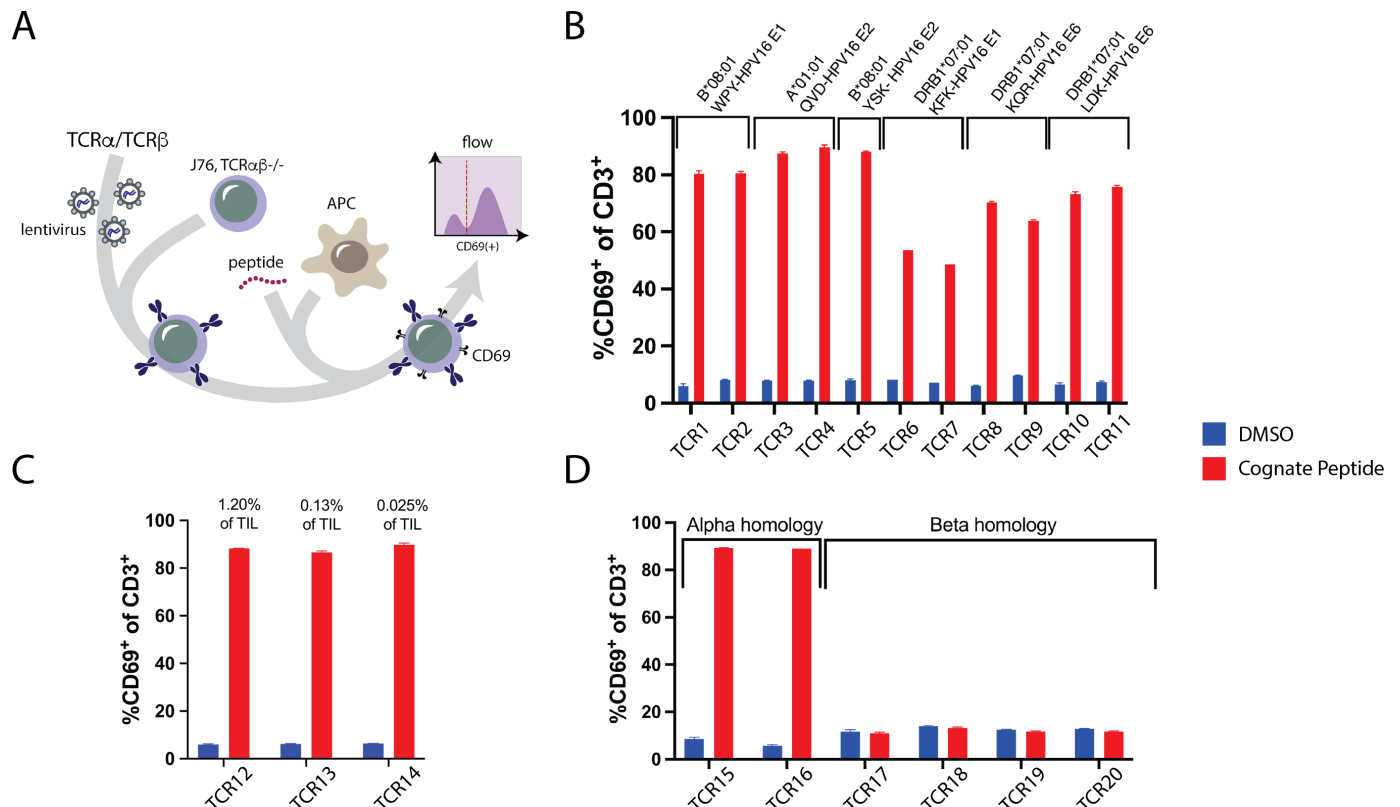 A
TCRα/TCRβ
lentivirus
J76, TCRαβ-/-
peptide
APC
flow
CD69(+)
CD69
B
B*08:01
WPY-HPV16 E1
A*01:01
QVD-HPV16 E2
B*08:01
YSK- HPV16 E2
DRB1*07:01
KFK-HPV16 E1
DRB1*07:01
KQR-HPV16 E6
DRB1*07:01
LDK-HPV16 E6
%CD69+ of CD3+
100
80
60
40
20
0
TCR1
TCR2
TCR3
TCR4
TCR5
TCR6
TCR7
TCR8
TCR9
TCR10
TCR11
DMSO
Cognate Peptide
C
1.20%
of TIL
0.13%
of TIL
0.025%
of TIL
%CD69+ of CD3+
100
80
60
40
20
0
TCR12
TCR13
TCR14
D
Alpha homology
Beta homology
%CD69+ of CD3+
100
80
60
40
20
0
TCR15
TCR16
TCR17
TCR18
TCR19
TCR20